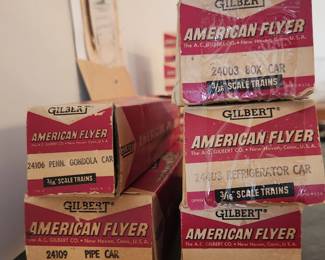 GILBERT
AMERICAN FLYER
The A.C. GILBERT CO. • New Haven, Conn., U.S.A.
24003 BOX CAR
3/16" SCALE TRAINS
GILBERT®
AMERICAN FLYER
The A.C. GILBERT CO. • New Haven, Conn., U.S.A.
REFRIGERATOR CAR
3/16" SCALE TRAINS
GILBERT®
AMERICAN FLYER
The A.C. GILBERT CO. • New Haven, Conn., U.S.A.
GILBERT
AMERICAN FLYER
24106 PENN. GONDOLA CAR
3/16" SCALE TRAINS
GILBERT®
AMERICAN FLYER
The A.C. GILBERT CO. • New Haven, Conn., U.S.A.
24109 PIPE CAR